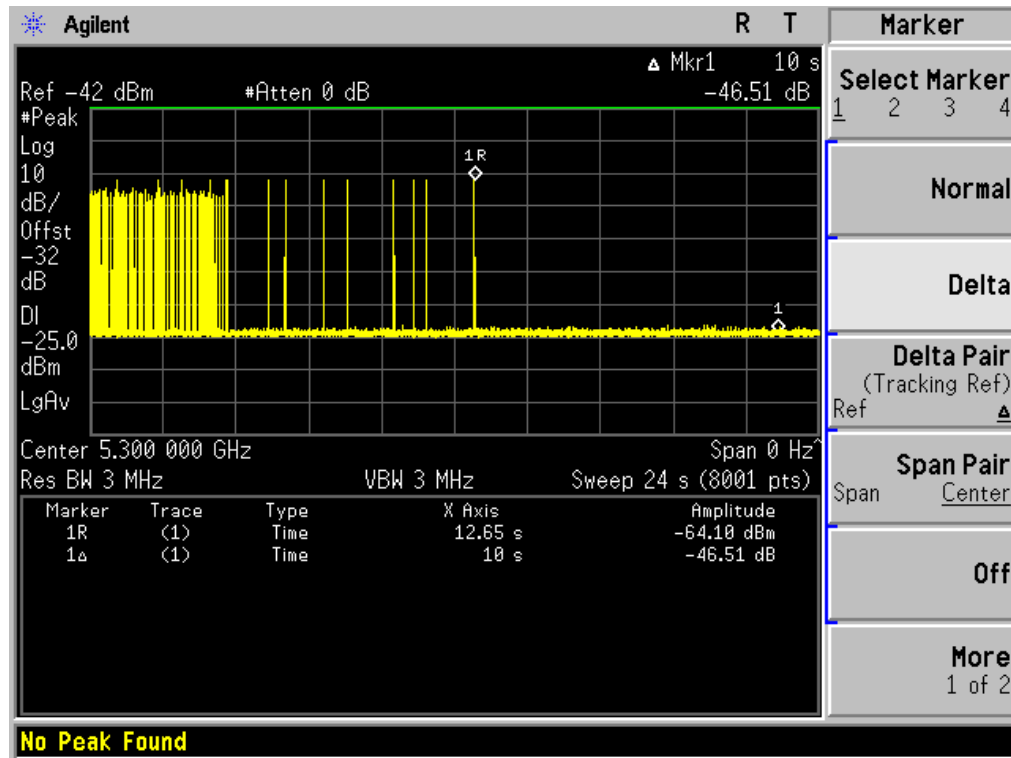 Agilent R T
Δ Mkr1 10 s
Ref -42 dBm #Atten 0 dB -46.51 dB
#Peak
Log
10
dB/
Offst
-32
dB
DI
-25.0
dBm
LgAv
1R
1
Center 5.300 000 GHz Span 0 Hz^
Res BW 3 MHz VBW 3 MHz Sweep 24 s (8001 pts)
Marker Trace Type X Axis Amplitude
1R (1) Time 12.65 s -64.10 dBm
1Δ (1) Time 10 s -46.51 dB
No Peak Found
Marker
Select Marker
1 2 3 4
Normal
Delta
Delta Pair
(Tracking Ref)
Ref Δ
Span Pair
Span Center
Off
More
1 of 2